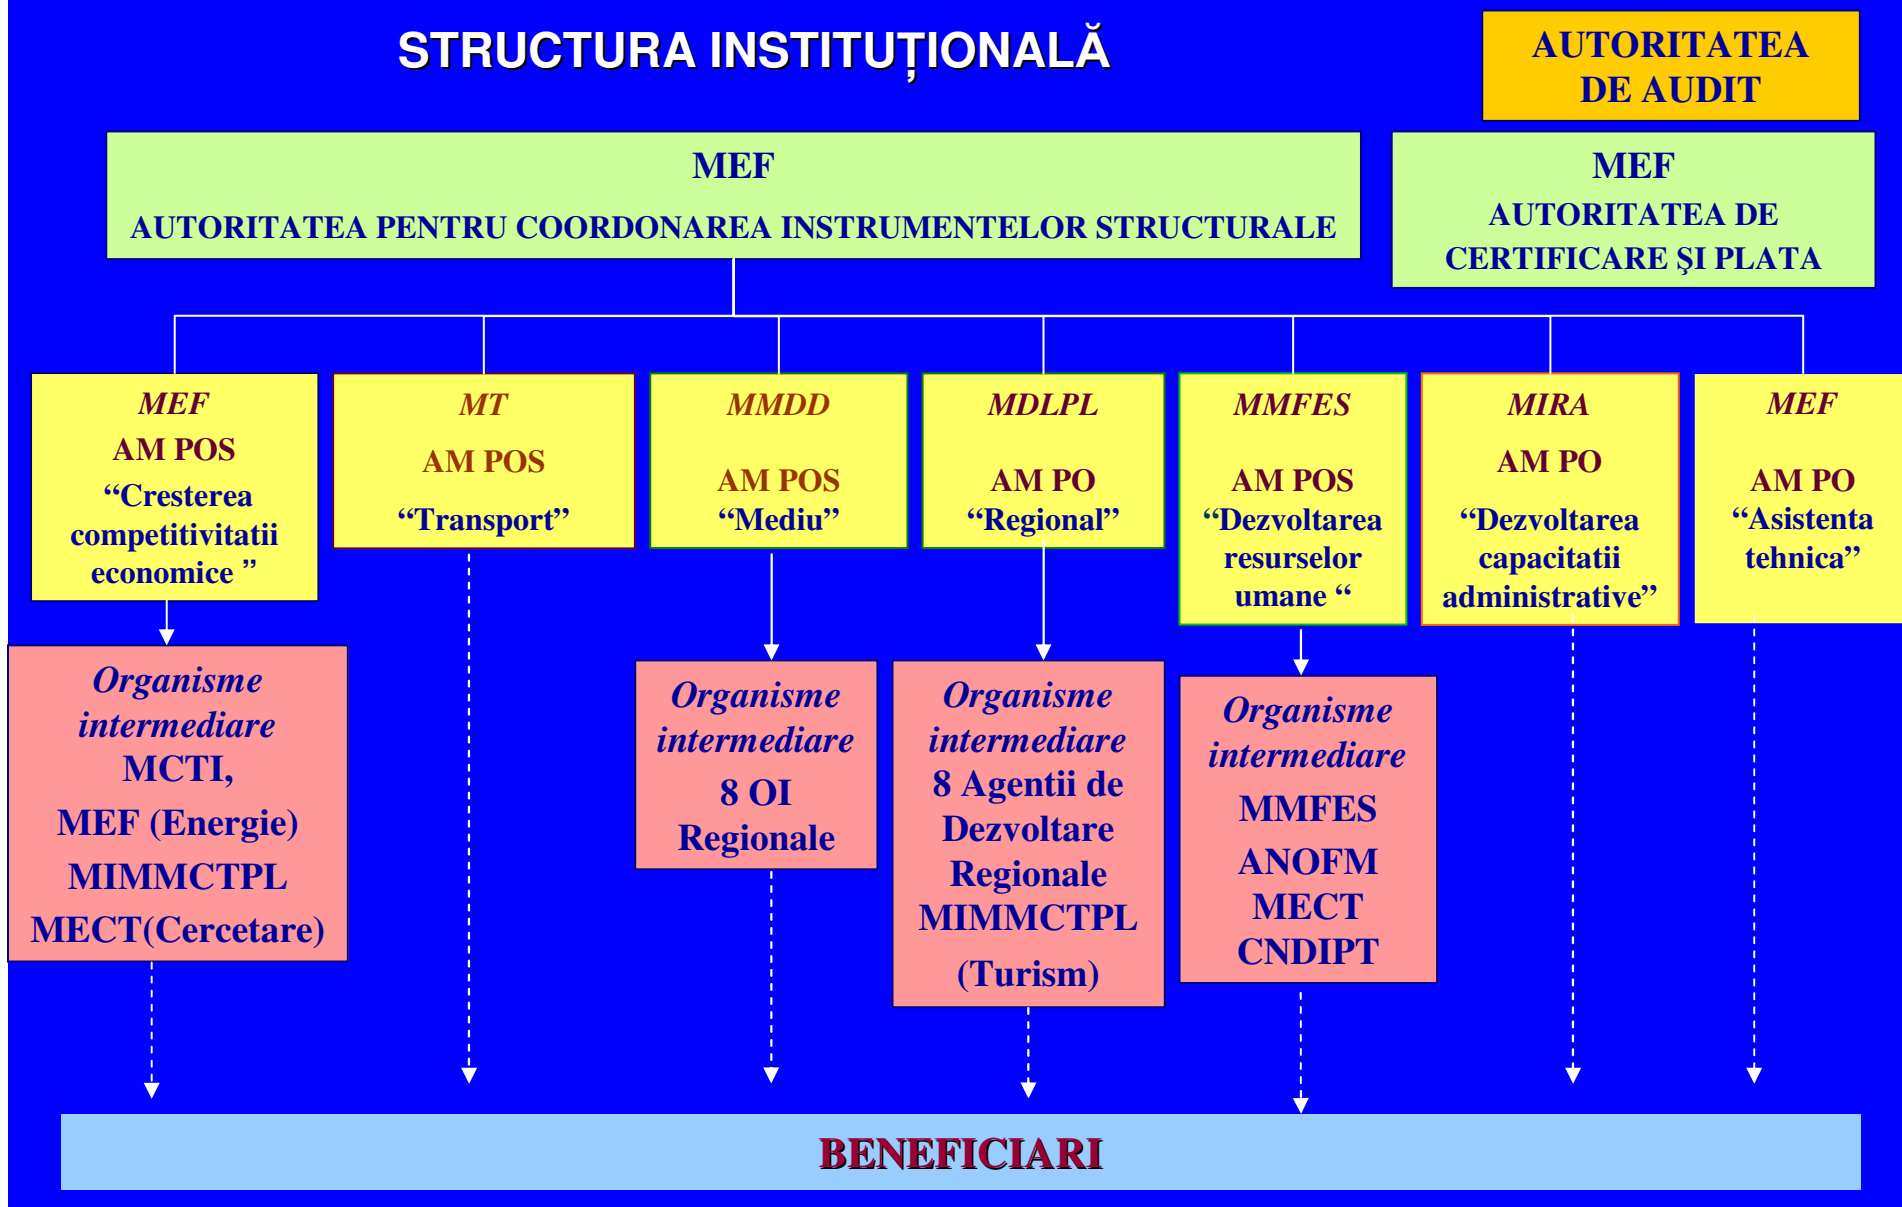 STRUCTURA INSTITUȚIONALĂ
AUTORITATEA
DE AUDIT
MEF
AUTORITATEA PENTRU COORDONAREA INSTRUMENTELOR STRUCTURALE
MEF
AUTORITATEA DE
CERTIFICARE ŞI PLATA
MEF
AM POS
“Cresterea
competitivitatii
economice ”
MT
AM POS
“Transport”
MMDD
AM POS
“Mediu”
MDLPL
AM PO
“Regional”
MMFES
AM POS
“Dezvoltarea
resurselor
umane “
MIRA
AM PO
“Dezvoltarea
capacitatii
administrative”
MEF
AM PO
“Asistenta
tehnica”
Organisme
intermediare
MCTI,
MEF (Energie)
MIMMCTPL
MECT(Cercetare)
Organisme
intermediare
8 OI
Regionale
Organisme
intermediare
8 Agentii de
Dezvoltare
Regionale
MIMMCTPL
(Turism)
Organisme
intermediare
MMFES
ANOFM
MECT
CNDIPT
BENEFICIARI